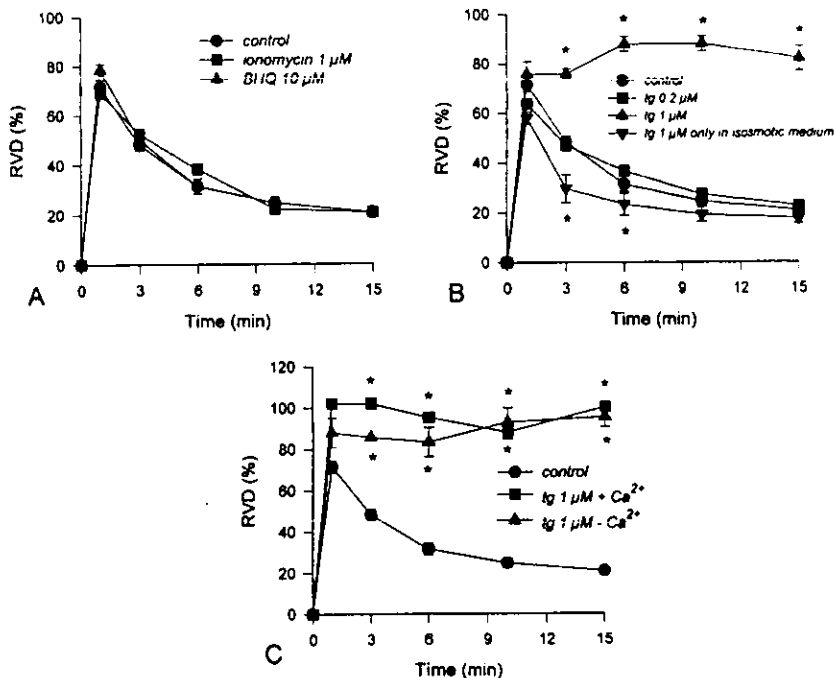 control
ionomycin 1 µM
BHQ 10 µM
RVD (%)
100
80
60
40
20
0
0 3 6 9 12 15
Time (min)
A
control
tg 0.2 µM
tg 1 µM
tg 1 µM only in isosmotic medium
RVD (%)
100
80
60
40
20
0
0 3 6 9 12 15
Time (min)
B
* * * *
* *
control
tg 1 µM + Ca2+
tg 1 µM - Ca2+
RVD (%)
120
100
80
60
40
20
0
0 3 6 9 12 15
Time (min)
C
* * * *
* * * *